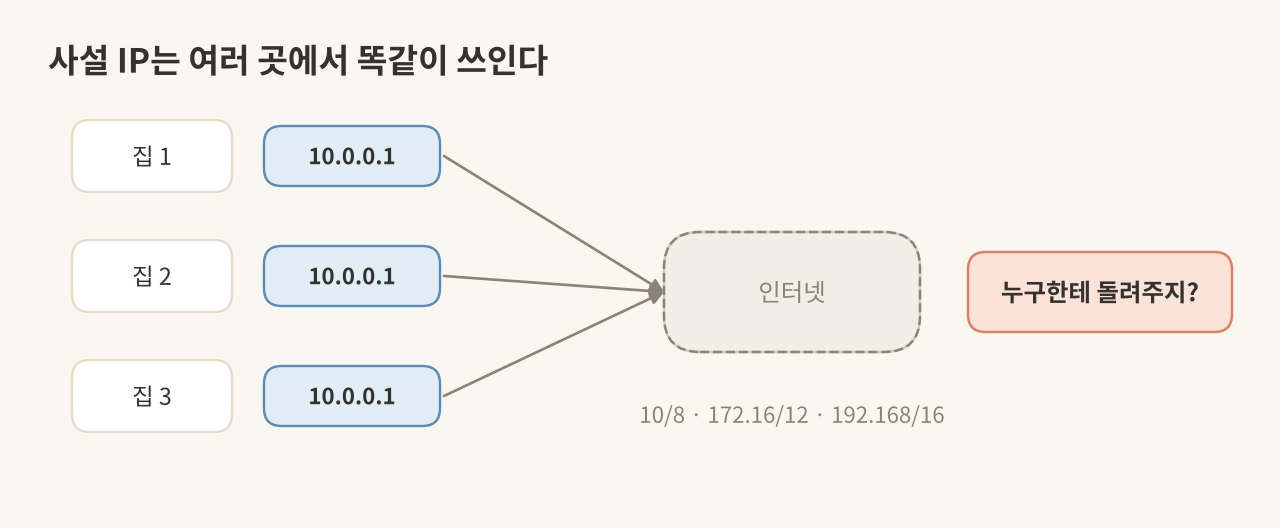 사설 IP는 여러 곳에서 똑같이 쓰인다
집 1
10.0.0.1
집 2
10.0.0.1
인터넷
누구한테 돌려주지?
집 3
10.0.0.1
10/8 · 172.16/12 · 192.168/16